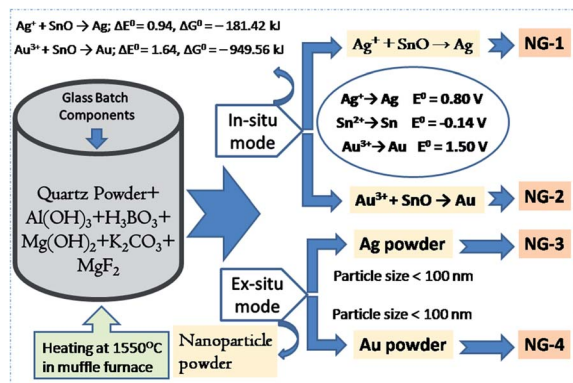 Ag⁺ + SnO → Ag; ΔE⁰ = 0.94, ΔG⁰ = −181.42 kJ
Au³⁺ + SnO → Au; ΔE⁰ = 1.64, ΔG⁰ = −949.56 kJ
Glass Batch
Components
Quartz Powder+
Al(OH)₃+H₃BO₃+
Mg(OH)₂+K₂CO₃+
MgF₂
Heating at 1550⁰C
in muffle furnace
In-situ
mode
Ag⁺ + SnO → Ag
NG-1
Ag⁺→ Ag E⁰ = 0.80 V
Sn²⁺→ Sn E⁰ = -0.14 V
Au³⁺→ Au E⁰ = 1.50 V
Au³⁺+ SnO → Au
NG-2
Ex-situ
mode
Nanoparticle
powder
Ag powder
NG-3
Particle size < 100 nm
Particle size < 100 nm
Au powder
NG-4